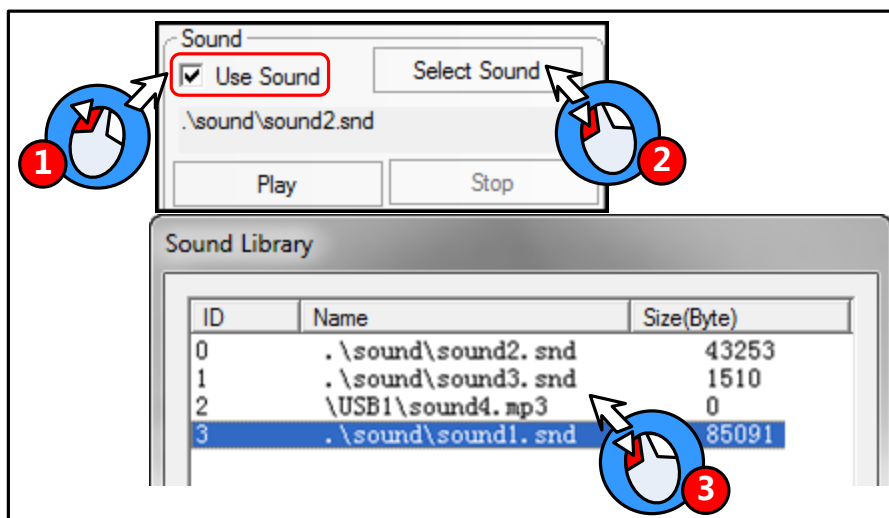 Sound
Use Sound
Select Sound
.\sound\sound2.snd
1
2
Play
Stop
Sound Library
ID Name Size(Byte)
0 .\sound\sound2.snd 43253
1 .\sound\sound3.snd 1510
2 \USB1\sound4.mp3 0
3 .\sound\sound1.snd 85091
3